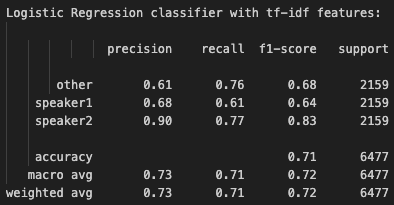 Logistic Regression classifier with tf-idf features:
precision recall f1-score support
other 0.61 0.76 0.68 2159
speaker1 0.68 0.61 0.64 2159
speaker2 0.90 0.77 0.83 2159
accuracy 0.71 6477
macro avg 0.73 0.71 0.72 6477
weighted avg 0.73 0.71 0.72 6477